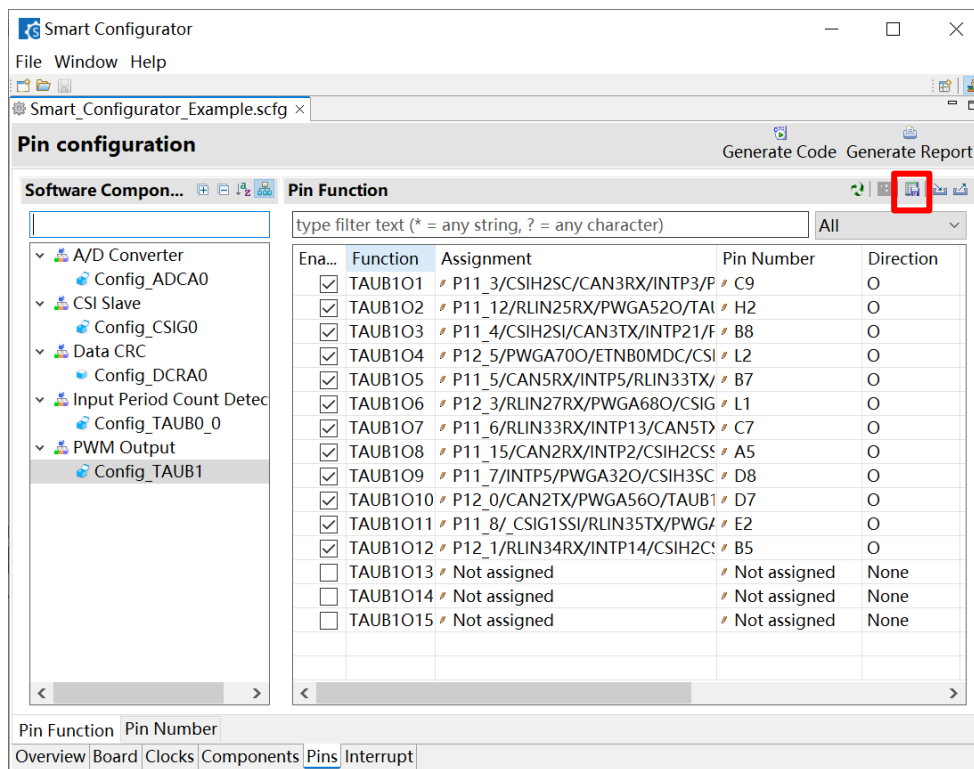 Smart Configurator
File Window Help
Smart_Configurator_Example.scfg
Pin configuration
Generate Code Generate Report
Software Compon...
Pin Function
type filter text (* = any string, ? = any character) All
A/D Converter
Config_ADCA0
CSI Slave
Config_CSIG0
Data CRC
Config_DCRA0
Input Period Count Detec
Config_TAUB0_0
PWM Output
Config_TAUB1
Ena... Function Assignment Pin Number Direction
TAUB1O1 P11_3/CSIH2SC/CAN3RX/INTP3/P C9 O
TAUB1O2 P11_12/RLIN25RX/PWGA52O/TAU H2 O
TAUB1O3 P11_4/CSIH2SI/CAN3TX/INTP21/F B8 O
TAUB1O4 P12_5/PWGA70O/ETNB0MDC/CSI L2 O
TAUB1O5 P11_5/CAN5RX/INTP5/RLIN33TX/ B7 O
TAUB1O6 P12_3/RLIN27RX/PWGA68O/CSIG L1 O
TAUB1O7 P11_6/RLIN33RX/INTP13/CAN5TX C7 O
TAUB1O8 P11_15/CAN2RX/INTP2/CSIH2CSS A5 O
TAUB1O9 P11_7/INTP5/PWGA32O/CSIH3SC D8 O
TAUB1O10 P12_0/CAN2TX/PWGA56O/TAUB1 D7 O
TAUB1O11 P11_8/_CSIG1SSI/RLIN35TX/PWGA E2 O
TAUB1O12 P12_1/RLIN34RX/INTP14/CSIH2CS B5 O
TAUB1O13 Not assigned Not assigned None
TAUB1O14 Not assigned Not assigned None
TAUB1O15 Not assigned Not assigned None
Pin Function Pin Number
Overview Board Clocks Components Pins Interrupt